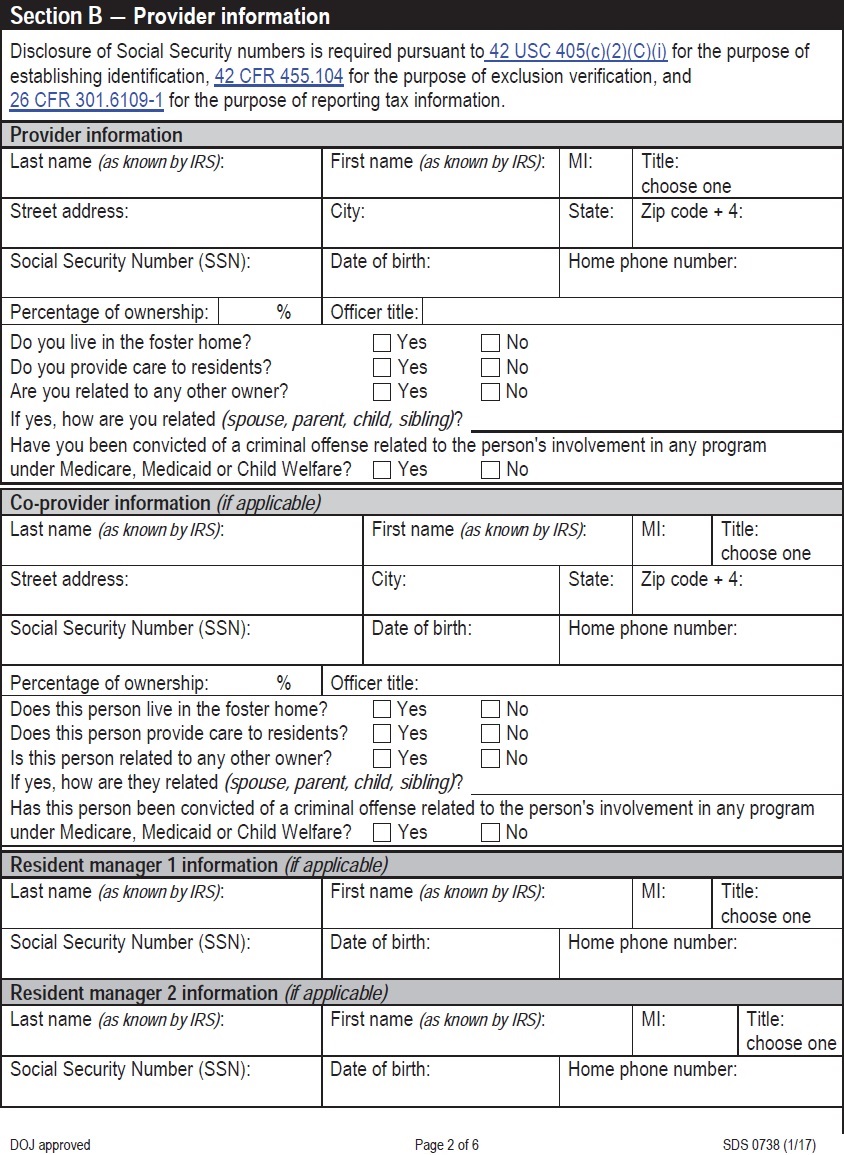 Section B — Provider information
Disclosure of Social Security numbers is required pursuant to 42 USC 405(c)(2)(C)(i) for the purpose of
establishing identification, 42 CFR 455.104 for the purpose of exclusion verification, and
26 CFR 301.6109-1 for the purpose of reporting tax information.
Provider information
Last name (as known by IRS): First name (as known by IRS): MI: Title:
choose one
Street address: City: State: Zip code + 4:
Social Security Number (SSN): Date of birth: Home phone number:
Percentage of ownership: % Officer title:
Do you live in the foster home? Yes No
Do you provide care to residents? Yes No
Are you related to any other owner? Yes No
If yes, how are you related (spouse, parent, child, sibling)?
Have you been convicted of a criminal offense related to the person's involvement in any program
under Medicare, Medicaid or Child Welfare? Yes No
Co-provider information (if applicable)
Last name (as known by IRS): First name (as known by IRS): MI: Title:
choose one
Street address: City: State: Zip code + 4:
Social Security Number (SSN): Date of birth: Home phone number:
Percentage of ownership: % Officer title:
Does this person live in the foster home? Yes No
Does this person provide care to residents? Yes No
Is this person related to any other owner? Yes No
If yes, how are they related (spouse, parent, child, sibling)?
Has this person been convicted of a criminal offense related to the person's involvement in any program
under Medicare, Medicaid or Child Welfare? Yes No
Resident manager 1 information (if applicable)
Last name (as known by IRS): First name (as known by IRS): MI: Title:
choose one
Social Security Number (SSN): Date of birth: Home phone number:
Resident manager 2 information (if applicable)
Last name (as known by IRS): First name (as known by IRS): MI: Title:
choose one
Social Security Number (SSN): Date of birth: Home phone number:
DOJ approved Page 2 of 6 SDS 0738 (1/17)